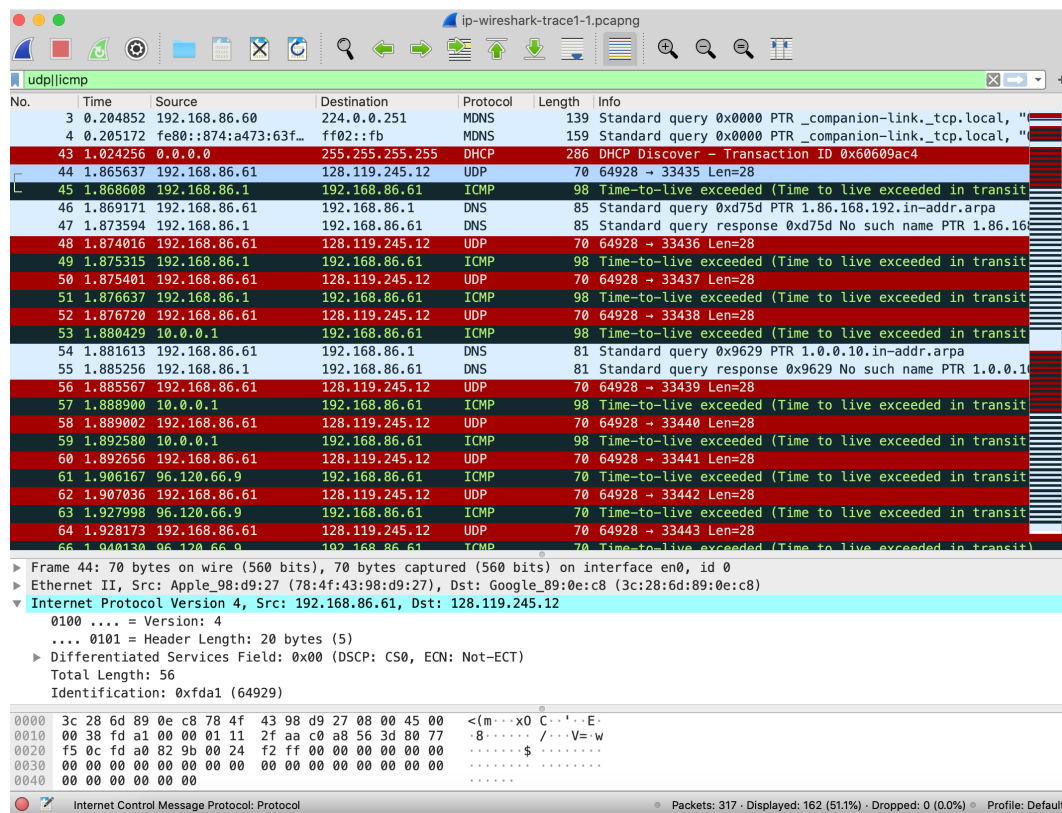 ip-wireshark-trace1-1.pcapng
udp||icmp
No. Time Source Destination Protocol Length Info
3 0.204852 192.168.86.60 224.0.0.251 MDNS 139 Standard query 0x0000 PTR _companion-link._tcp.local, "
4 0.205172 fe80::874:a473:63f… ff02::fb MDNS 159 Standard query 0x0000 PTR _companion-link._tcp.local, "
43 1.024256 0.0.0.0 255.255.255.255 DHCP 286 DHCP Discover - Transaction ID 0x60609ac4
44 1.865637 192.168.86.61 128.119.245.12 UDP 70 64928 → 33435 Len=28
45 1.868608 192.168.86.1 192.168.86.61 ICMP 98 Time-to-live exceeded (Time to live exceeded in transit
46 1.869171 192.168.86.61 192.168.86.1 DNS 85 Standard query 0xd75d PTR 1.86.168.192.in-addr.arpa
47 1.873594 192.168.86.1 192.168.86.61 DNS 85 Standard query response 0xd75d No such name PTR 1.86.16
48 1.874016 192.168.86.61 128.119.245.12 UDP 70 64928 → 33436 Len=28
49 1.875315 192.168.86.1 192.168.86.61 ICMP 98 Time-to-live exceeded (Time to live exceeded in transit
50 1.875401 192.168.86.61 128.119.245.12 UDP 70 64928 → 33437 Len=28
51 1.876637 192.168.86.1 192.168.86.61 ICMP 98 Time-to-live exceeded (Time to live exceeded in transit
52 1.876720 192.168.86.61 128.119.245.12 UDP 70 64928 → 33438 Len=28
53 1.880429 10.0.0.1 192.168.86.61 ICMP 98 Time-to-live exceeded (Time to live exceeded in transit
54 1.881613 192.168.86.61 192.168.86.1 DNS 81 Standard query 0x9629 PTR 1.0.0.10.in-addr.arpa
55 1.885256 192.168.86.1 192.168.86.61 DNS 81 Standard query response 0x9629 No such name PTR 1.0.0.1
56 1.885567 192.168.86.61 128.119.245.12 UDP 70 64928 → 33439 Len=28
57 1.888900 10.0.0.1 192.168.86.61 ICMP 98 Time-to-live exceeded (Time to live exceeded in transit
58 1.889002 192.168.86.61 128.119.245.12 UDP 70 64928 → 33440 Len=28
59 1.892580 10.0.0.1 192.168.86.61 ICMP 98 Time-to-live exceeded (Time to live exceeded in transit
60 1.892656 192.168.86.61 128.119.245.12 UDP 70 64928 → 33441 Len=28
61 1.906167 96.120.66.9 192.168.86.61 ICMP 70 Time-to-live exceeded (Time to live exceeded in transit
62 1.907036 192.168.86.61 128.119.245.12 UDP 70 64928 → 33442 Len=28
63 1.927998 96.120.66.9 192.168.86.61 ICMP 70 Time-to-live exceeded (Time to live exceeded in transit
64 1.928173 192.168.86.61 128.119.245.12 UDP 70 64928 → 33443 Len=28
66 1.940130 96.120.66.9 192.168.86.61 ICMP 70 Time-to-live exceeded (Time to live exceeded in transit)
Frame 44: 70 bytes on wire (560 bits), 70 bytes captured (560 bits) on interface en0, id 0
Ethernet II, Src: Apple_98:d9:27 (78:4f:43:98:d9:27), Dst: Google_89:0e:c8 (3c:28:6d:89:0e:c8)
Internet Protocol Version 4, Src: 192.168.86.61, Dst: 128.119.245.12
0100 .... = Version: 4
.... 0101 = Header Length: 20 bytes (5)
Differentiated Services Field: 0x00 (DSCP: CS0, ECN: Not-ECT)
Total Length: 56
Identification: 0xfda1 (64929)
0000 3c 28 6d 89 0e c8 78 4f 43 98 d9 27 08 00 45 00 <(m···xO C··'··E·
0010 00 38 fd a1 00 00 01 11 2f aa c0 a8 56 3d 80 77 ·8······ /···V=·w
0020 f5 0c fd a0 82 9b 00 24 f2 ff 00 00 00 00 00 00 ·······$ ········
0030 00 00 00 00 00 00 00 00 00 00 00 00 00 00 00 00 ········ ········
0040 00 00 00 00 00 00 ······
Internet Control Message Protocol: Protocol
Packets: 317 · Displayed: 162 (51.1%) · Dropped: 0 (0.0%)
Profile: Defaul